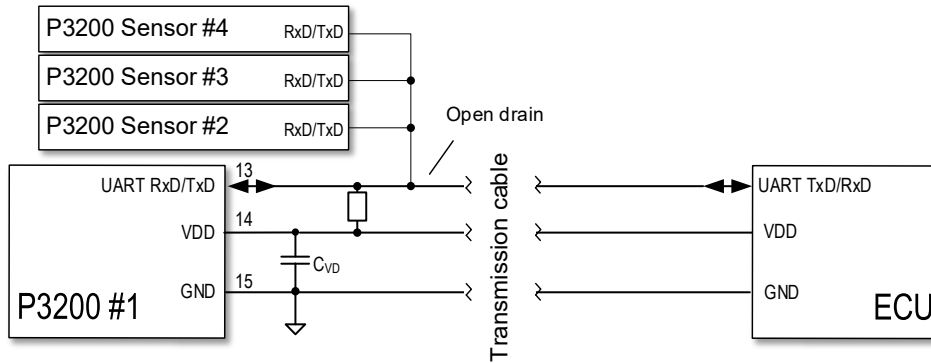 P3200 Sensor #4 RxD/TxD
P3200 Sensor #3 RxD/TxD
P3200 Sensor #2 RxD/TxD
Open drain
Transmission cable
UART RxD/TxD 13
VDD 14
GND 15
P3200 #1
CVD
UART TxD/RxD
VDD
GND
ECU